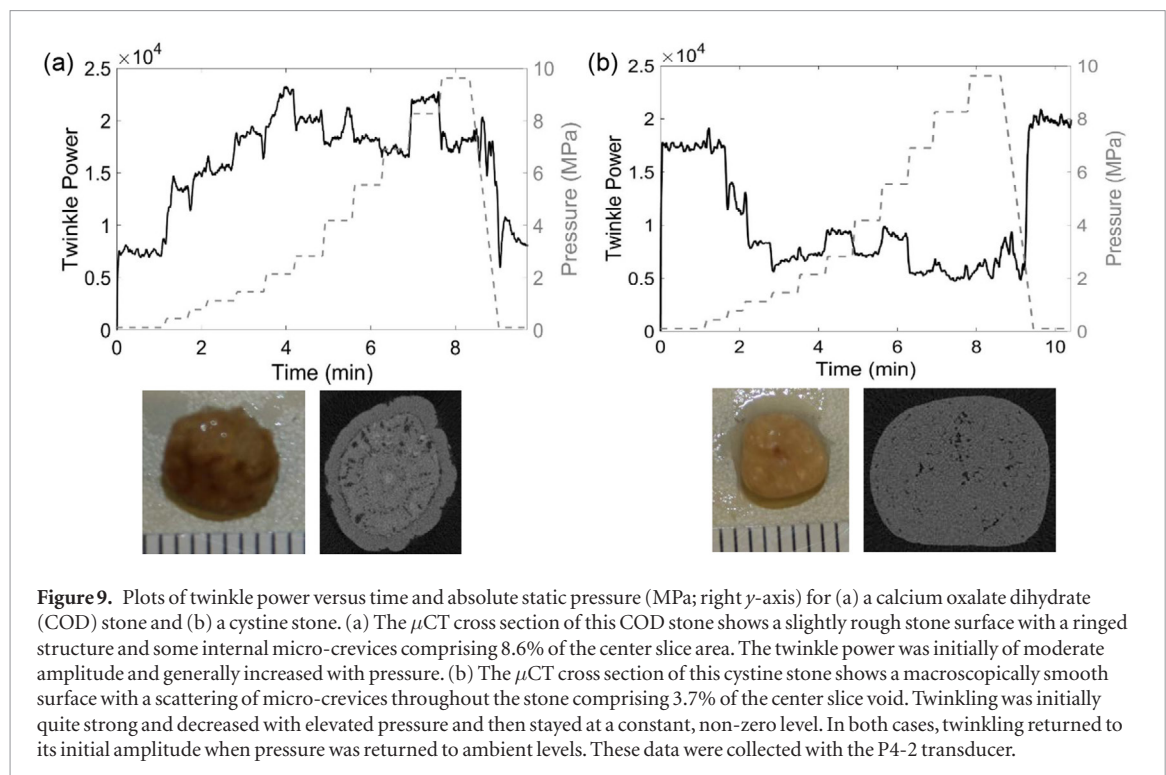 (a)
×10⁴
2.5
2
1.5
1
0.5
0
Twinkle Power
10
8
6
4
2
0
Pressure (MPa)
0 2 4 6 8
Time (min)
(b)
×10⁴
2.5
2
1.5
1
0.5
0
Twinkle Power
10
8
6
4
2
0
Pressure (MPa)
0 2 4 6 8 10
Time (min)
Figure 9. Plots of twinkle power versus time and absolute static pressure (MPa; right y-axis) for (a) a calcium oxalate dihydrate
(COD) stone and (b) a cystine stone. (a) The μCT cross section of this COD stone shows a slightly rough stone surface with a ringed
structure and some internal micro-crevices comprising 8.6% of the center slice area. The twinkle power was initially of moderate
amplitude and generally increased with pressure. (b) The μCT cross section of this cystine stone shows a macroscopically smooth
surface with a scattering of micro-crevices throughout the stone comprising 3.7% of the center slice void. Twinkling was initially
quite strong and decreased with elevated pressure and then stayed at a constant, non-zero level. In both cases, twinkling returned to
its initial amplitude when pressure was returned to ambient levels. These data were collected with the P4-2 transducer.